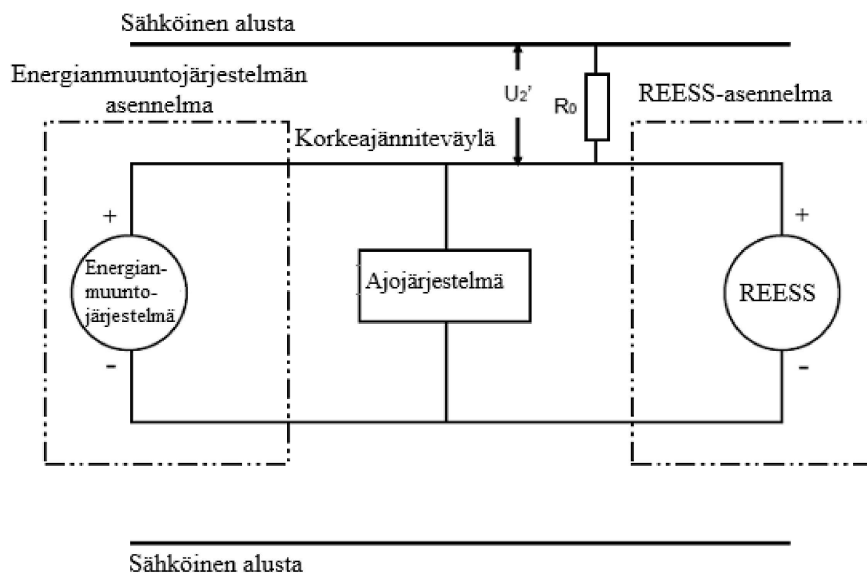 Sähköinen alusta
Energianmuuntojärjestelmän
asennelma
U₂'
R₀
REESS-asennelma
Korkeajänniteväylä
+
+
Energian-
muunto-
järjestelmä
Ajojärjestelmä
REESS
-
-
Sähköinen alusta